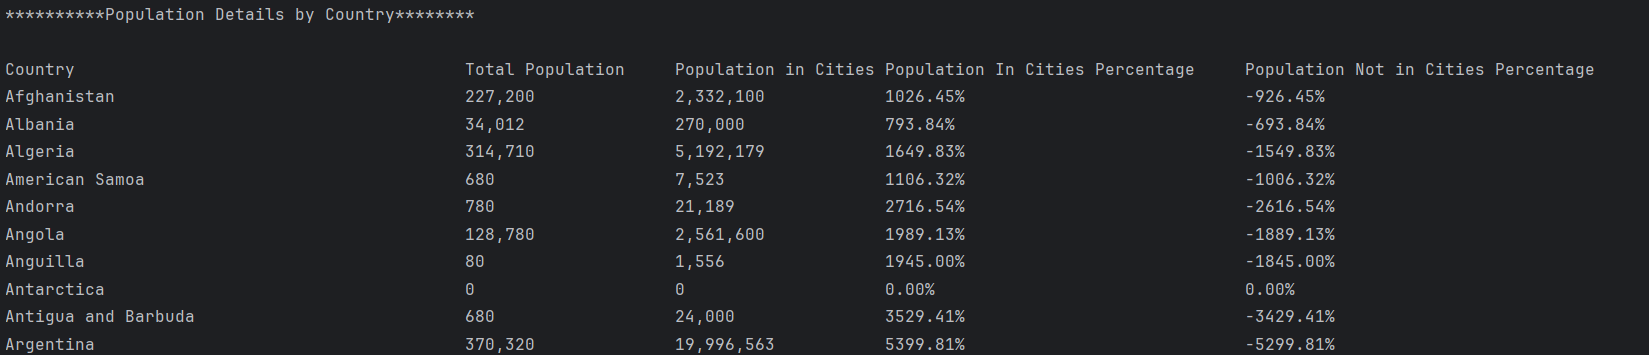 **********Population Details by Country********
Country Total Population Population in Cities Population In Cities Percentage Population Not in Cities Percentage
Afghanistan 227,200 2,332,100 1026.45% -926.45%
Albania 34,012 270,000 793.84% -693.84%
Algeria 314,710 5,192,179 1649.83% -1549.83%
American Samoa 680 7,523 1106.32% -1006.32%
Andorra 780 21,189 2716.54% -2616.54%
Angola 128,780 2,561,600 1989.13% -1889.13%
Anguilla 80 1,556 1945.00% -1845.00%
Antarctica 0 0 0.00% 0.00%
Antigua and Barbuda 680 24,000 3529.41% -3429.41%
Argentina 370,320 19,996,563 5399.81% -5299.81%